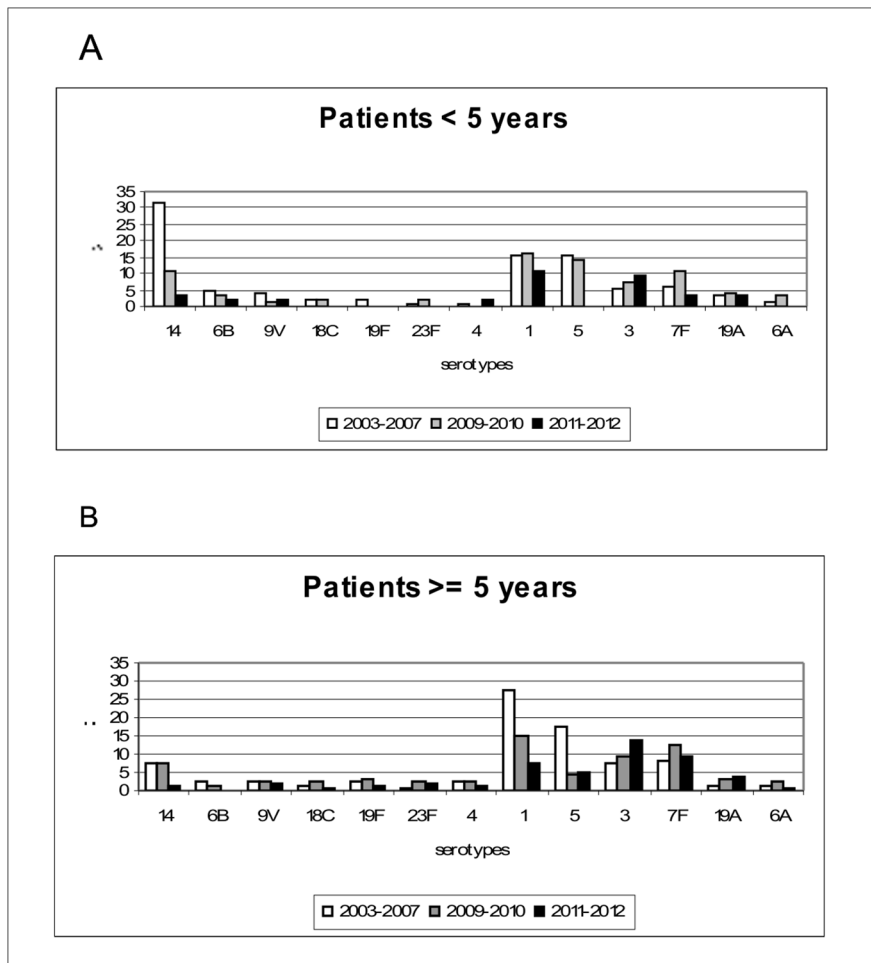 A
Patients < 5 years
35
30
25
20
15
10
5
0
14 6B 9V 18C 19F 23F 4 1 5 3 7F 19A 6A
serotypes
2003-2007 2009-2010 2011-2012
B
Patients >= 5 years
35
30
25
20
15
10
5
0
14 6B 9V 18C 19F 23F 4 1 5 3 7F 19A 6A
serotypes
2003-2007 2009-2010 2011-2012